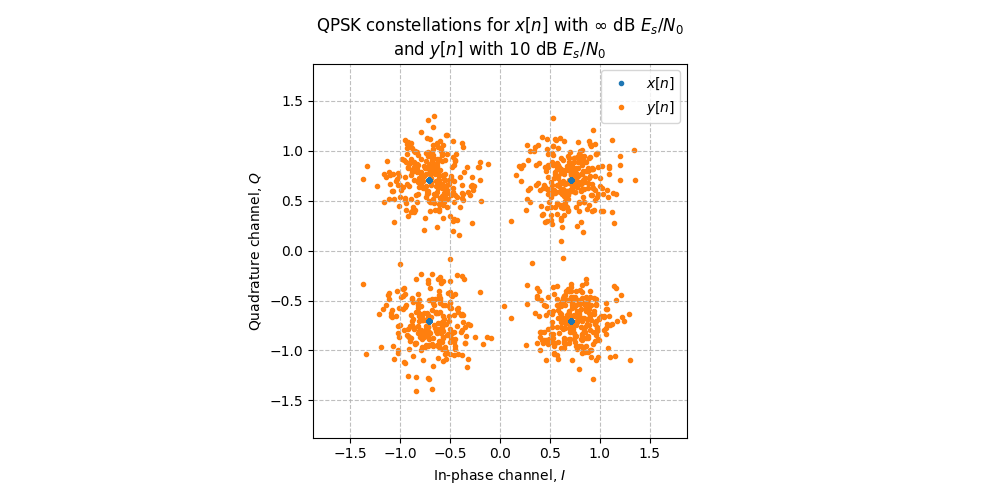 QPSK constellations for x[n] with ∞ dB Es/N0
and y[n] with 10 dB Es/N0
x[n]
y[n]
Quadrature channel, Q
1.5
1.0
0.5
0.0
−0.5
−1.0
−1.5
−1.5 −1.0 −0.5 0.0 0.5 1.0 1.5
In-phase channel, I